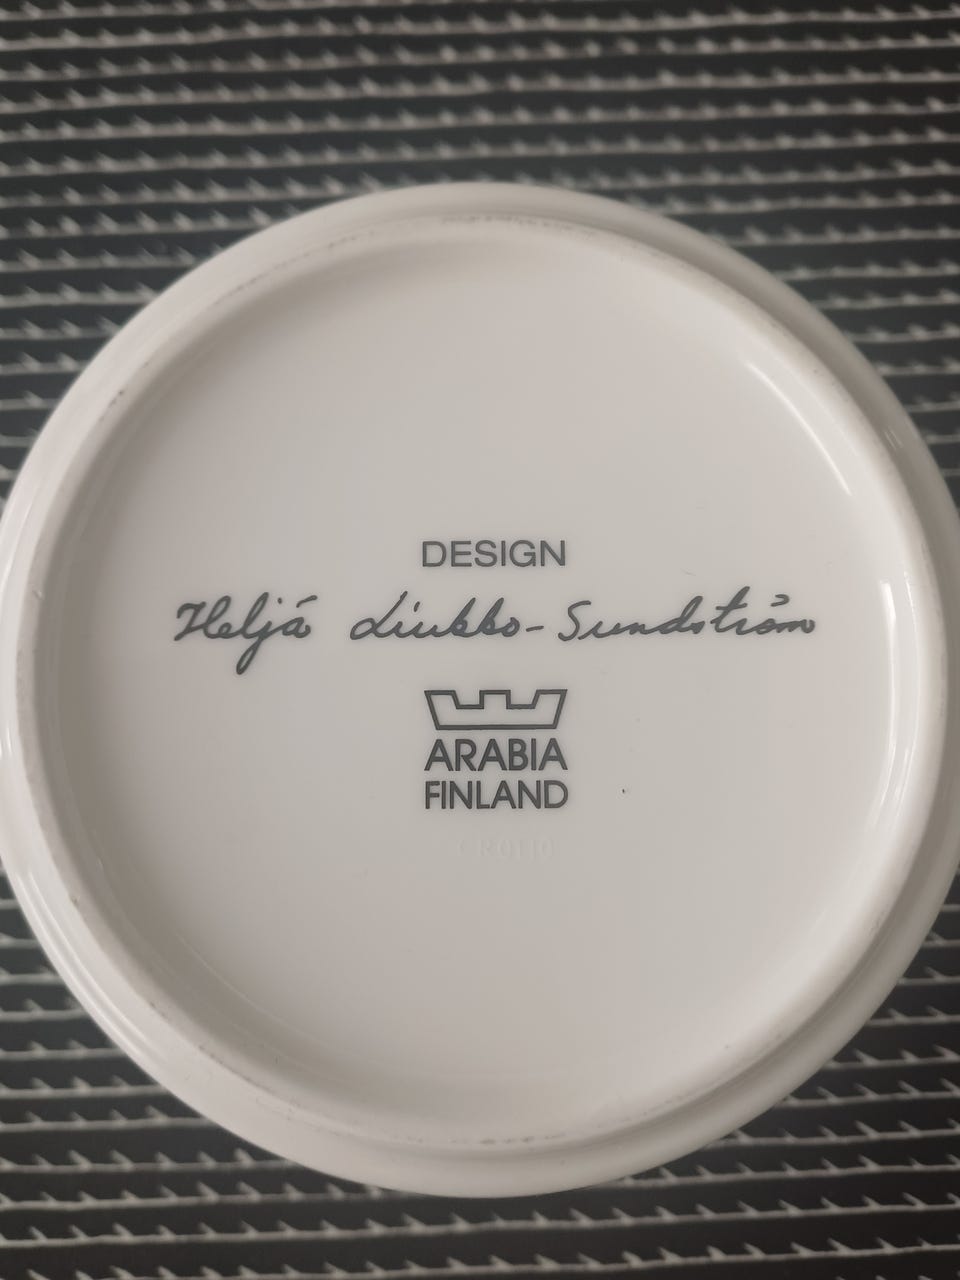 DESIGN
Heljä Liukko-Sundström
ARABIA
FINLAND